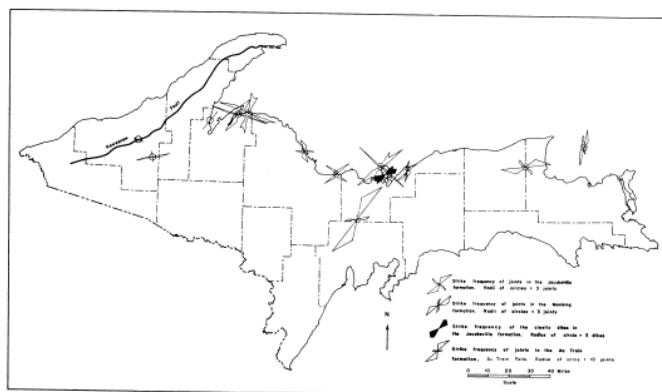 Keweenaw Fault
Strike frequency of joints in the Jacobsville
formation. Radii of circles = 3 joints
Strike frequency of joints in the Munising
formation. Radii of circles = 5 joints
Strike frequency of the clastic dikes in
the Jacobsville formation. Radius of circle = 5 dikes
Strike frequency of joints in the Au Train
formation, Au Train Falls. Radius of circle = 10 joints
N
0 10 20 30 40 Miles
Scale